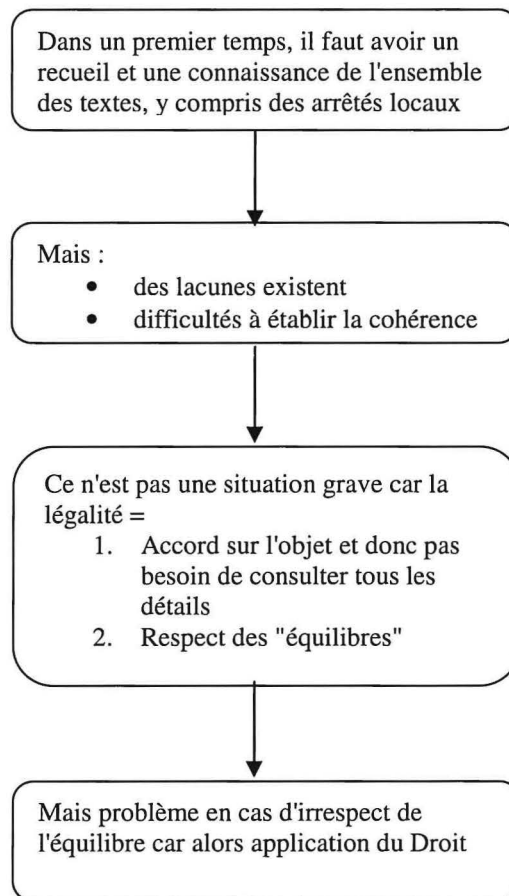 Dans un premier temps, il faut avoir un
recueil et une connaissance de l'ensemble
des textes, y compris des arrêtés locaux
Mais :
• des lacunes existent
• difficultés à établir la cohérence
Ce n'est pas une situation grave car la
légalité =
1. Accord sur l'objet et donc pas
besoin de consulter tous les
détails
2. Respect des "équilibres"
Mais problème en cas d'irrespect de
l'équilibre car alors application du Droit